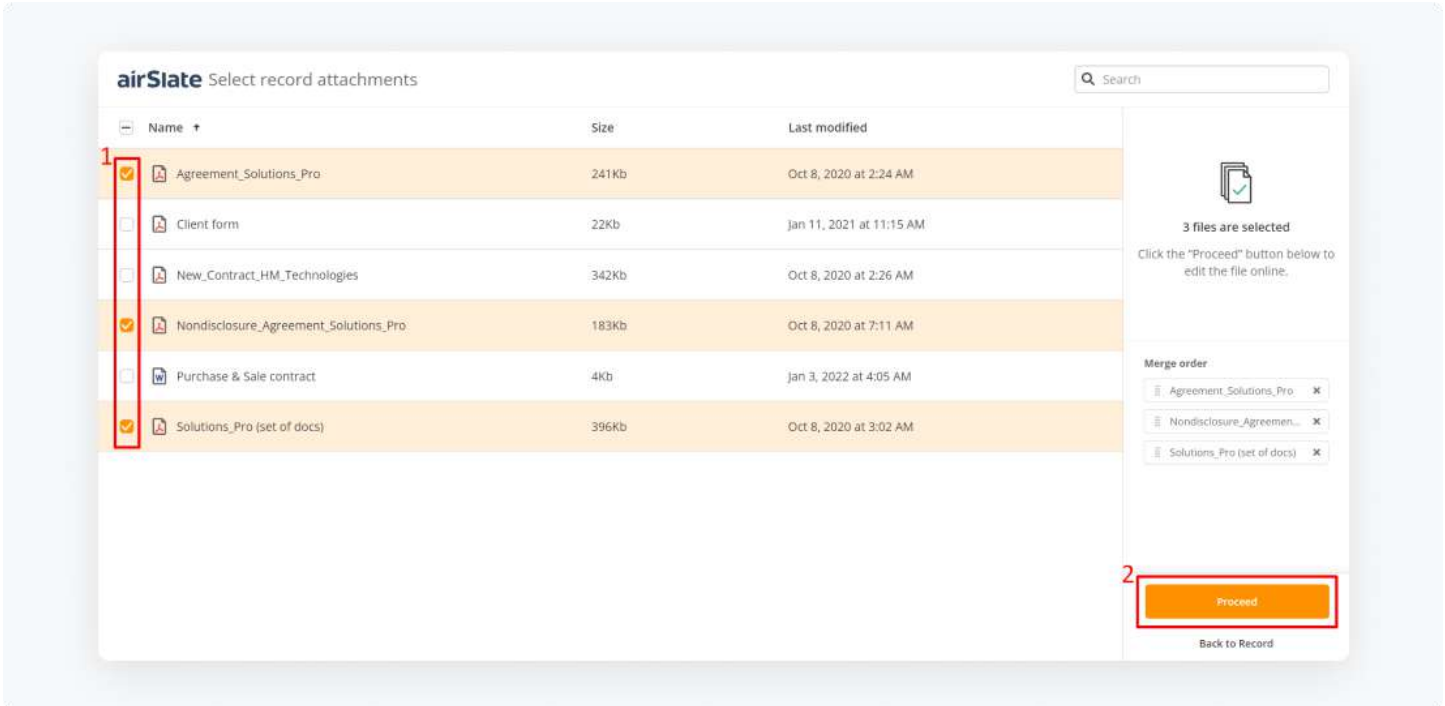 airSlate Select record attachments
Search
Name ↑ Size Last modified
1
Agreement_Solutions_Pro 241Kb Oct 8, 2020 at 2:24 AM
Client form 22Kb Jan 11, 2021 at 11:15 AM
New_Contract_HM_Technologies 342Kb Oct 8, 2020 at 2:26 AM
Nondisclosure_Agreement_Solutions_Pro 183Kb Oct 8, 2020 at 7:11 AM
W Purchase & Sale contract 4Kb Jan 3, 2022 at 4:05 AM
Solutions_Pro (set of docs) 396Kb Oct 8, 2020 at 3:02 AM
3 files are selected
Click the "Proceed" button below to
edit the file online.
Merge order
Agreement_Solutions_Pro
Nondisclosure_Agreemen...
Solutions_Pro (set of docs)
2
Proceed
Back to Record